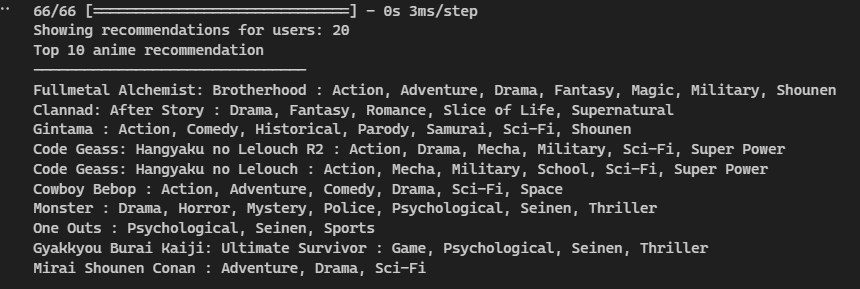 66/66 [==============================] - 0s 3ms/step
Showing recommendations for users: 20
Top 10 anime recommendation
--------------------------------
Fullmetal Alchemist: Brotherhood : Action, Adventure, Drama, Fantasy, Magic, Military, Shounen
Clannad: After Story : Drama, Fantasy, Romance, Slice of Life, Supernatural
Gintama : Action, Comedy, Historical, Parody, Samurai, Sci-Fi, Shounen
Code Geass: Hangyaku no Lelouch R2 : Action, Drama, Mecha, Military, Sci-Fi, Super Power
Code Geass: Hangyaku no Lelouch : Action, Mecha, Military, School, Sci-Fi, Super Power
Cowboy Bebop : Action, Adventure, Comedy, Drama, Sci-Fi, Space
Monster : Drama, Horror, Mystery, Police, Psychological, Seinen, Thriller
One Outs : Psychological, Seinen, Sports
Gyakkyou Burai Kaiji: Ultimate Survivor : Game, Psychological, Seinen, Thriller
Mirai Shounen Conan : Adventure, Drama, Sci-Fi